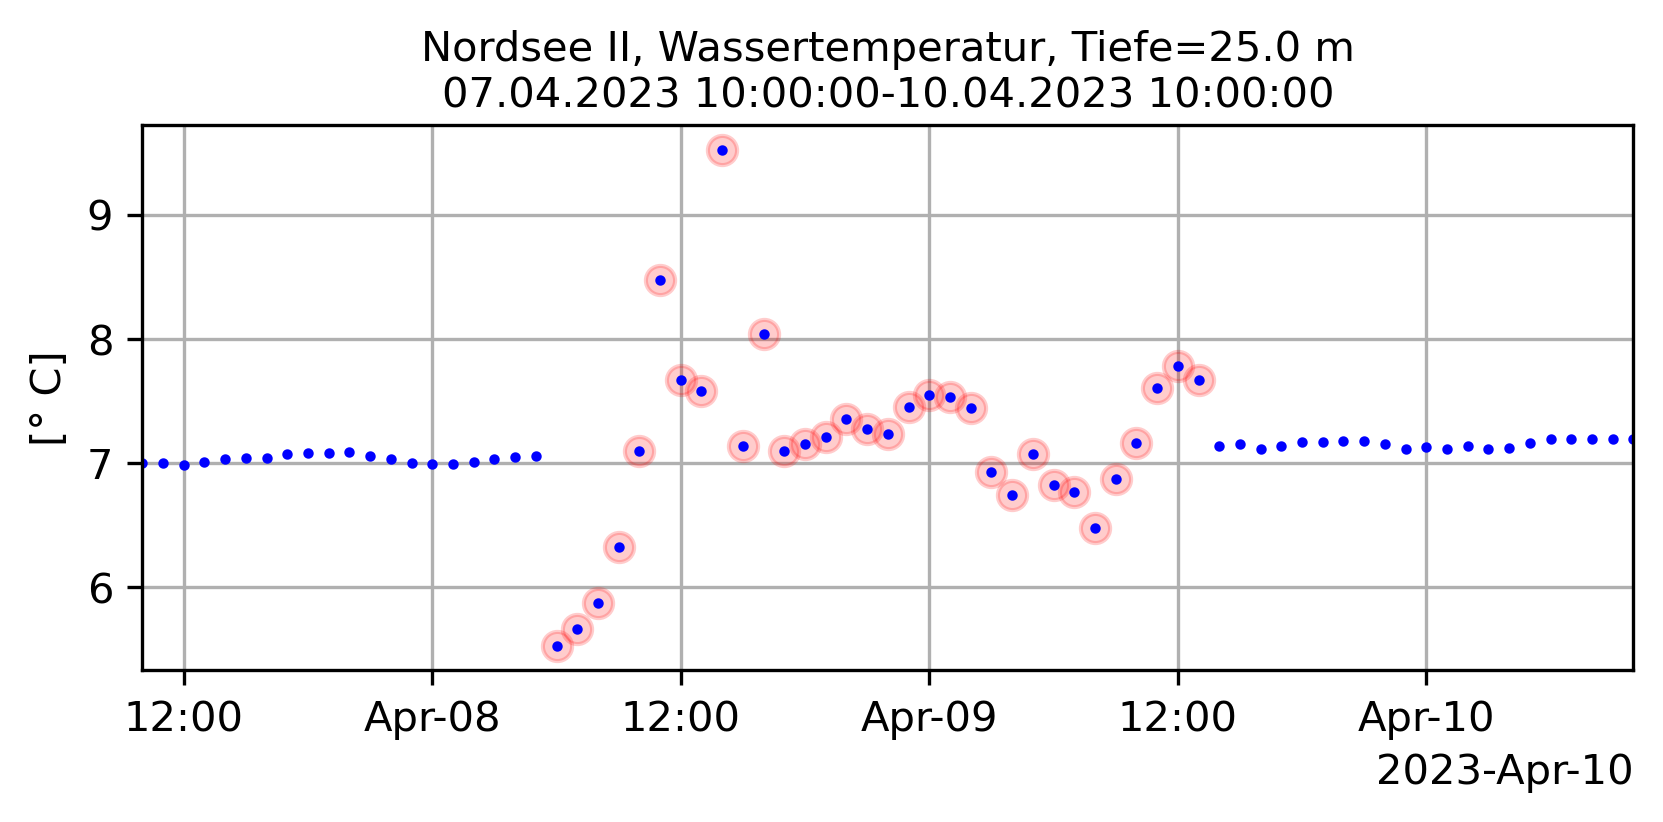 Nordsee II, Wassertemperatur, Tiefe=25.0 m
07.04.2023 10:00:00-10.04.2023 10:00:00
[° C]
9
8
7
6
12:00 Apr-08 12:00 Apr-09 12:00 Apr-10
2023-Apr-10